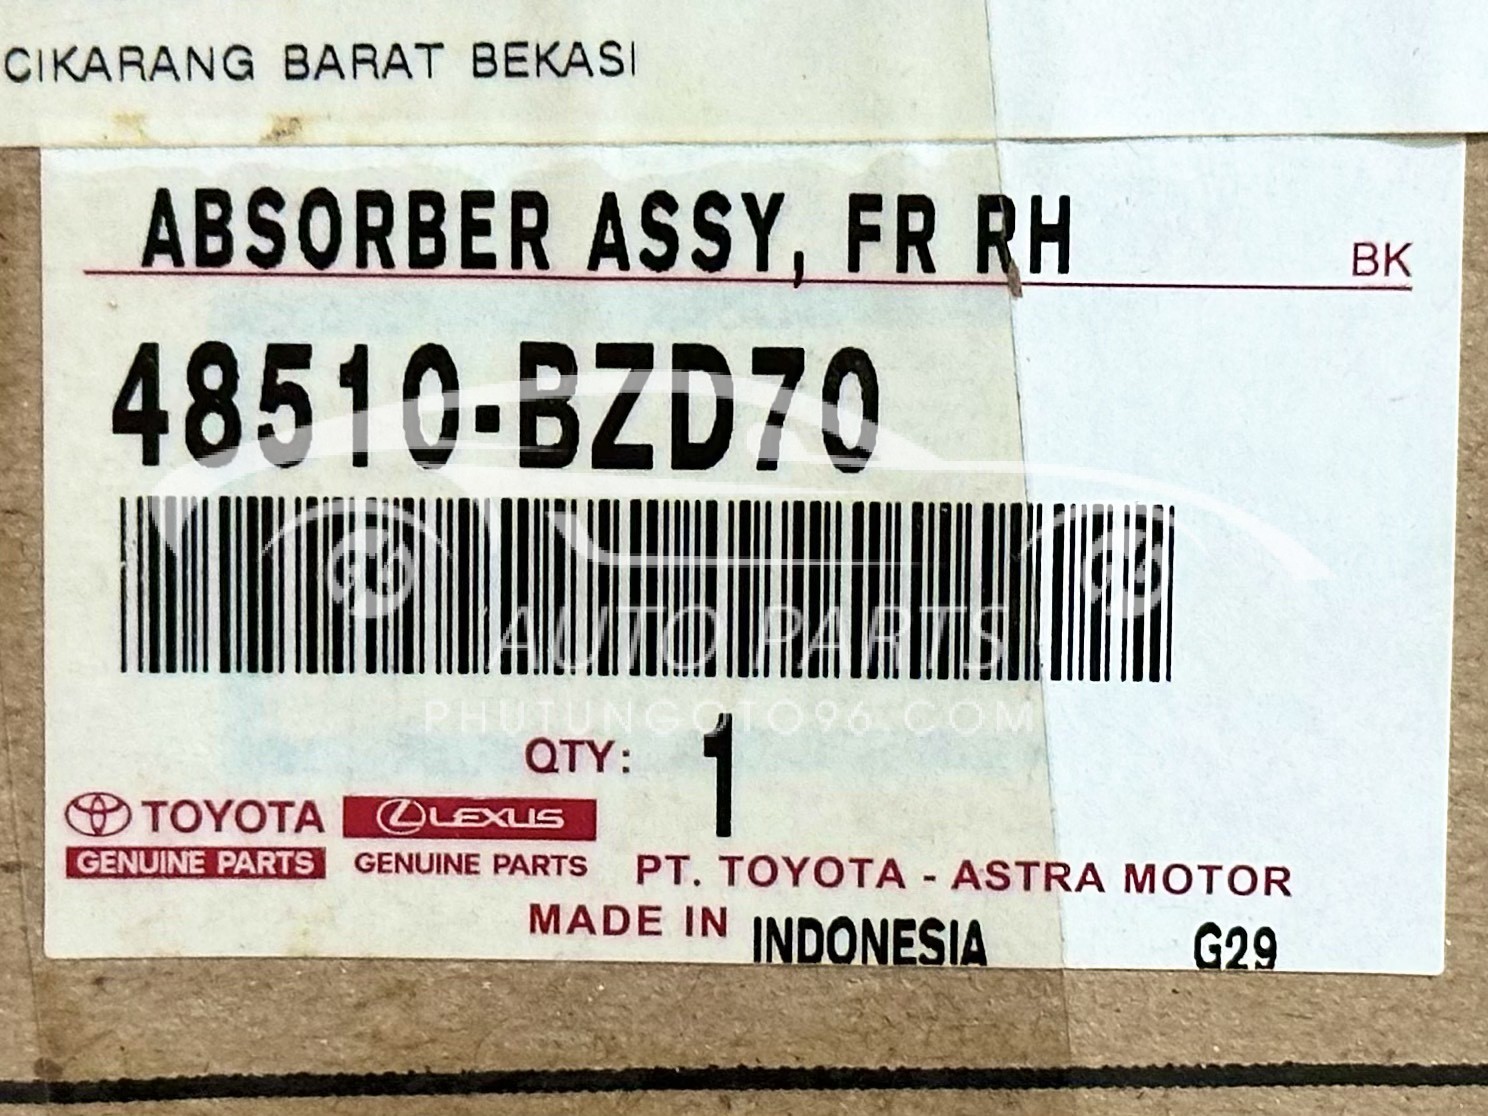 CIKARANG BARAT BEKASI
ABSORBER ASSY, FR RH
BK
48510-BZD70
AUTO PARTS
PHUTUNGOTO96.COM
QTY: 1
TOYOTA
GENUINE PARTS
LEXUS
GENUINE PARTS
PT. TOYOTA - ASTRA MOTOR
MADE IN INDONESIA
G29